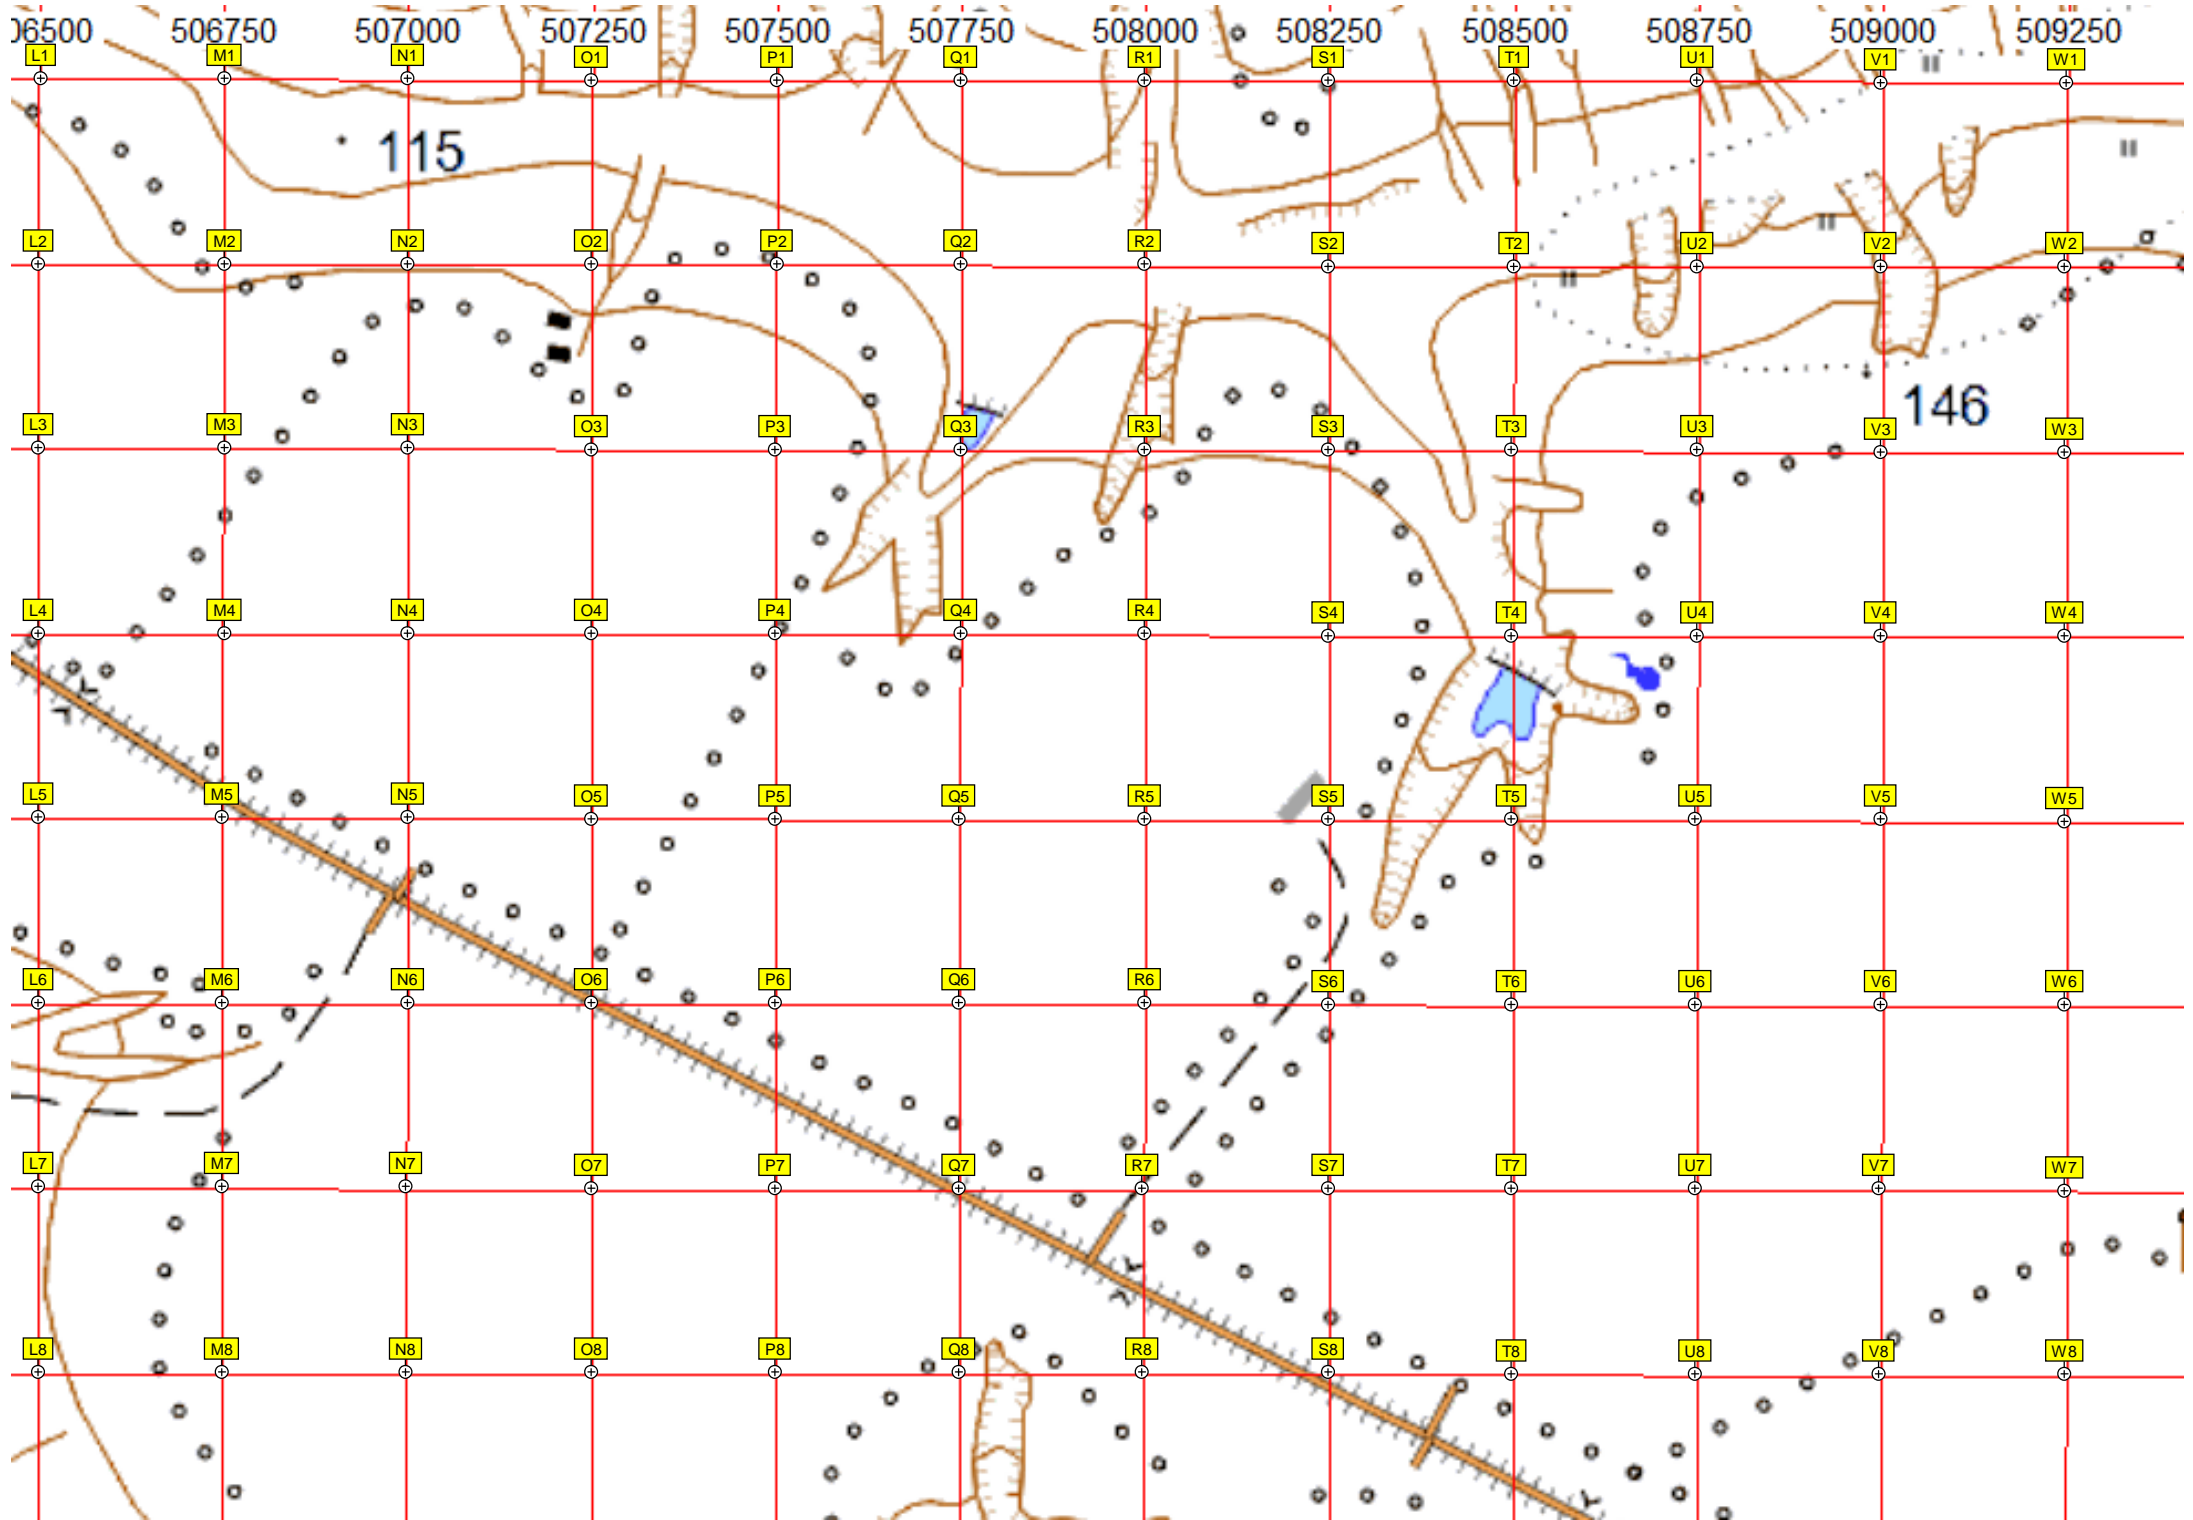 06500 506750 507000 507250 507500 507750 508000 508250 508500 508750 509000 509250
L1 M1 N1 O1 P1 Q1 R1 S1 T1 U1 V1 W1
115
L2 M2 N2 O2 P2 Q2 R2 S2 T2 U2 V2 W2
146
L3 M3 N3 O3 P3 Q3 R3 S3 T3 U3 V3 W3
L4 M4 N4 O4 P4 Q4 R4 S4 T4 U4 V4 W4
L5 M5 N5 O5 P5 Q5 R5 S5 T5 U5 V5 W5
L6 M6 N6 O6 P6 Q6 R6 S6 T6 U6 V6 W6
L7 M7 N7 O7 P7 Q7 R7 S7 T7 U7 V7 W7
L8 M8 N8 O8 P8 Q8 R8 S8 T8 U8 V8 W8